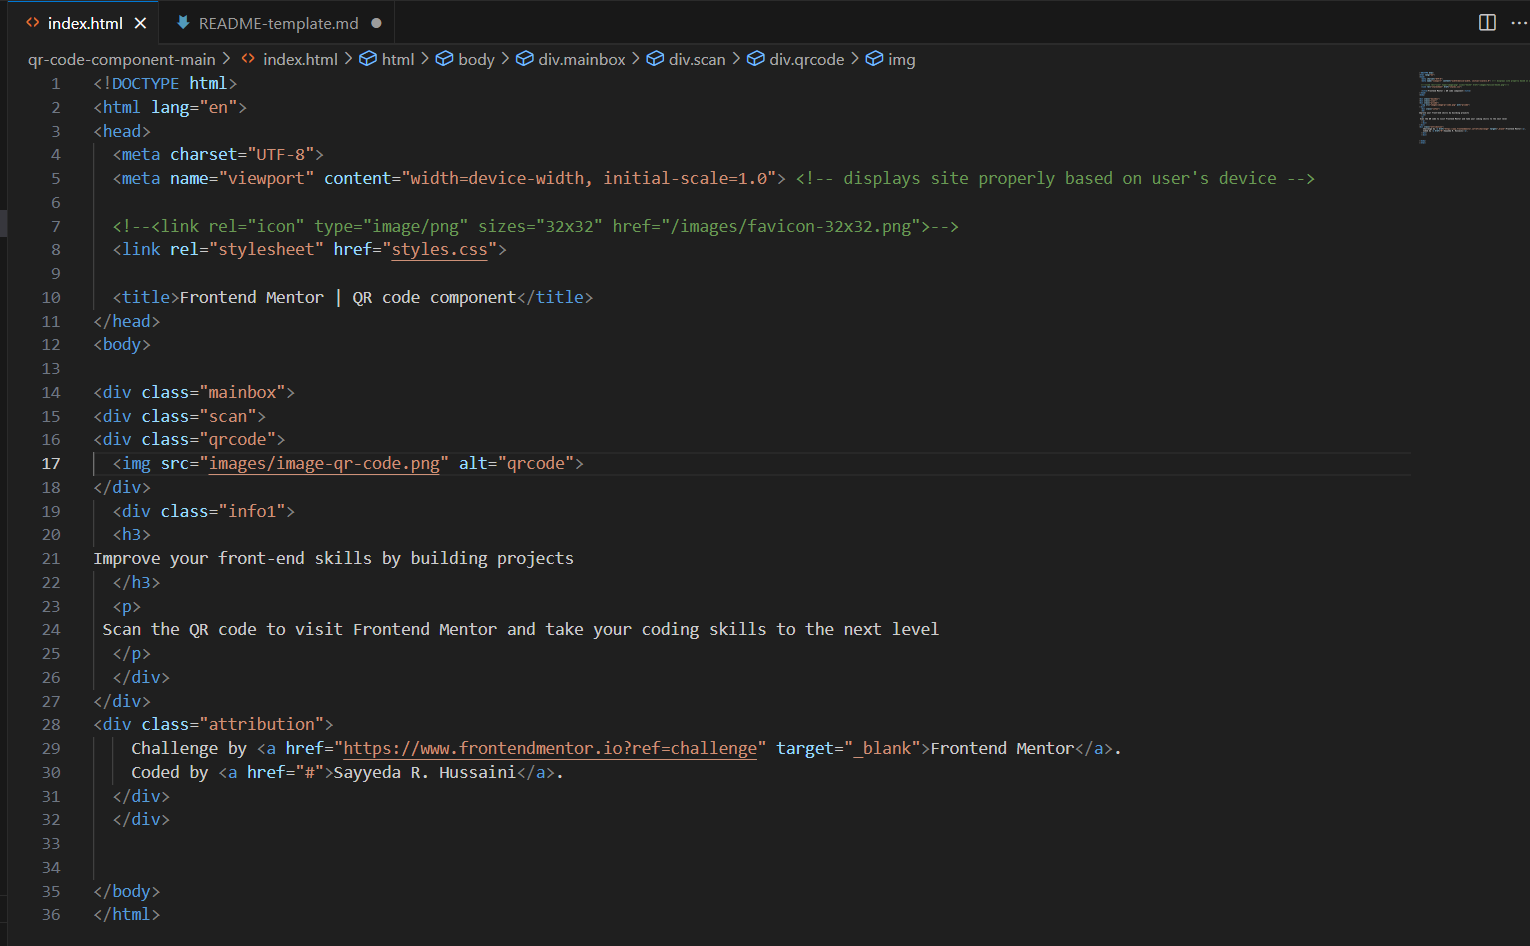 index.html README-template.md
qr-code-component-main > index.html > html > body > div.mainbox > div.scan > div.qrcode > img
1 <!DOCTYPE html>
2 <html lang="en">
3 <head>
4   <meta charset="UTF-8">
5   <meta name="viewport" content="width=device-width, initial-scale=1.0"> <!-- displays site properly based on user's device -->
6
7   <!--<link rel="icon" type="image/png" sizes="32x32" href="/images/favicon-32x32.png">-->
8   <link rel="stylesheet" href="styles.css">
9
10   <title>Frontend Mentor | QR code component</title>
11 </head>
12 <body>
13
14 <div class="mainbox">
15 <div class="scan">
16 <div class="qrcode">
17   <img src="images/image-qr-code.png" alt="qrcode">
18 </div>
19   <div class="info1">
20   <h3>
21 Improve your front-end skills by building projects
22   </h3>
23   <p>
24  Scan the QR code to visit Frontend Mentor and take your coding skills to the next level
25   </p>
26   </div>
27 </div>
28 <div class="attribution">
29     Challenge by <a href="https://www.frontendmentor.io?ref=challenge" target="_blank">Frontend Mentor</a>.
30     Coded by <a href="#">Sayyeda R. Hussaini</a>.
31   </div>
32   </div>
33
34
35 </body>
36 </html>